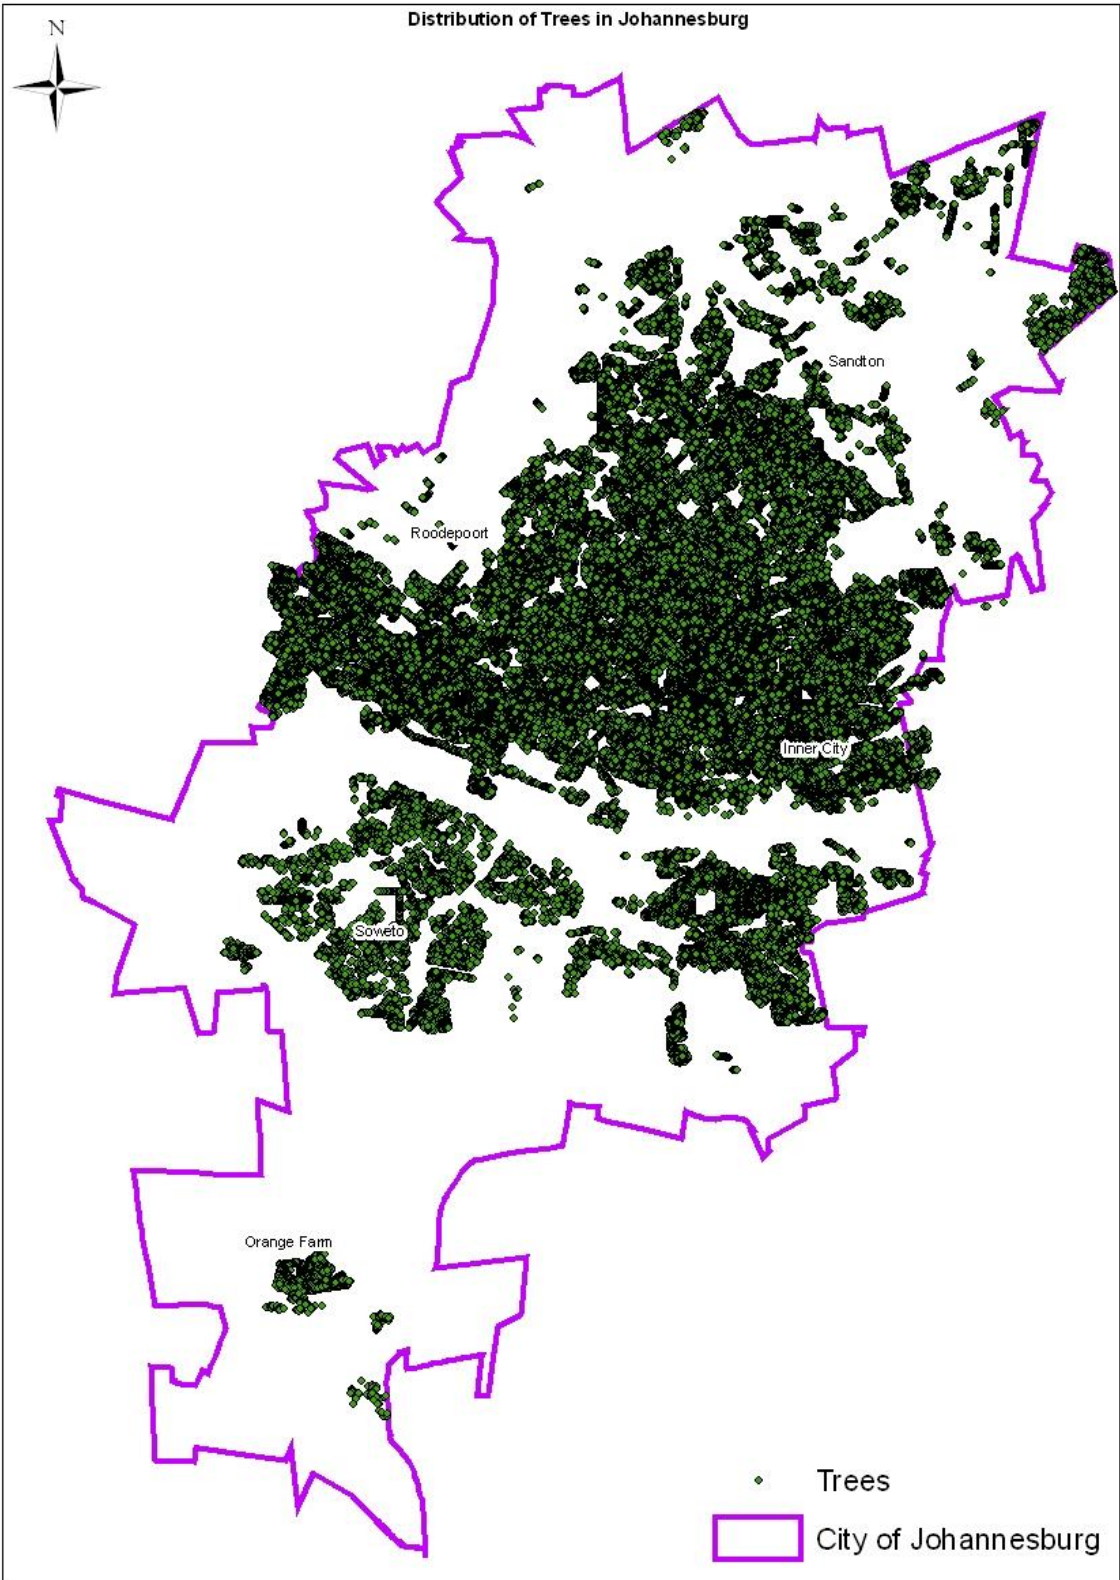 Distribution of Trees in Johannesburg
N
Sandton
Roodepoort
Inner City
Soweto
Orange Farm
Trees
City of Johannesburg